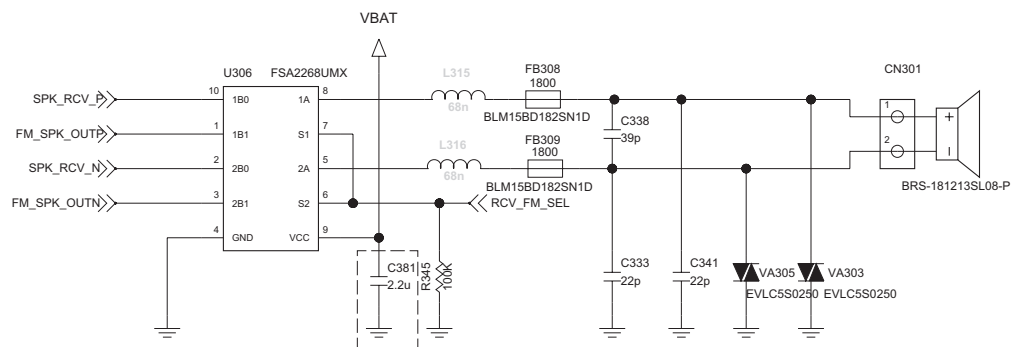 VBAT
U306 FSA2268UMX
SPK_RCV_P 10 1B0 1A 8
FM_SPK_OUTP 1 1B1 S1 7
SPK_RCV_N 2 2B0 2A 5
FM_SPK_OUTN 3 2B1 S2 6
4 GND VCC 9
L315
68n
FB308
1800
BLM15BD182SN1D
L316
68n
FB309
1800
BLM15BD182SN1D
RCV_FM_SEL
C338
39p
CN301
1
2
+
–
BRS-181213SL08-P
C381
2.2u
R345
100K
C333
22p
C341
22p
VA305
EVLC5S0250
VA303
EVLC5S0250